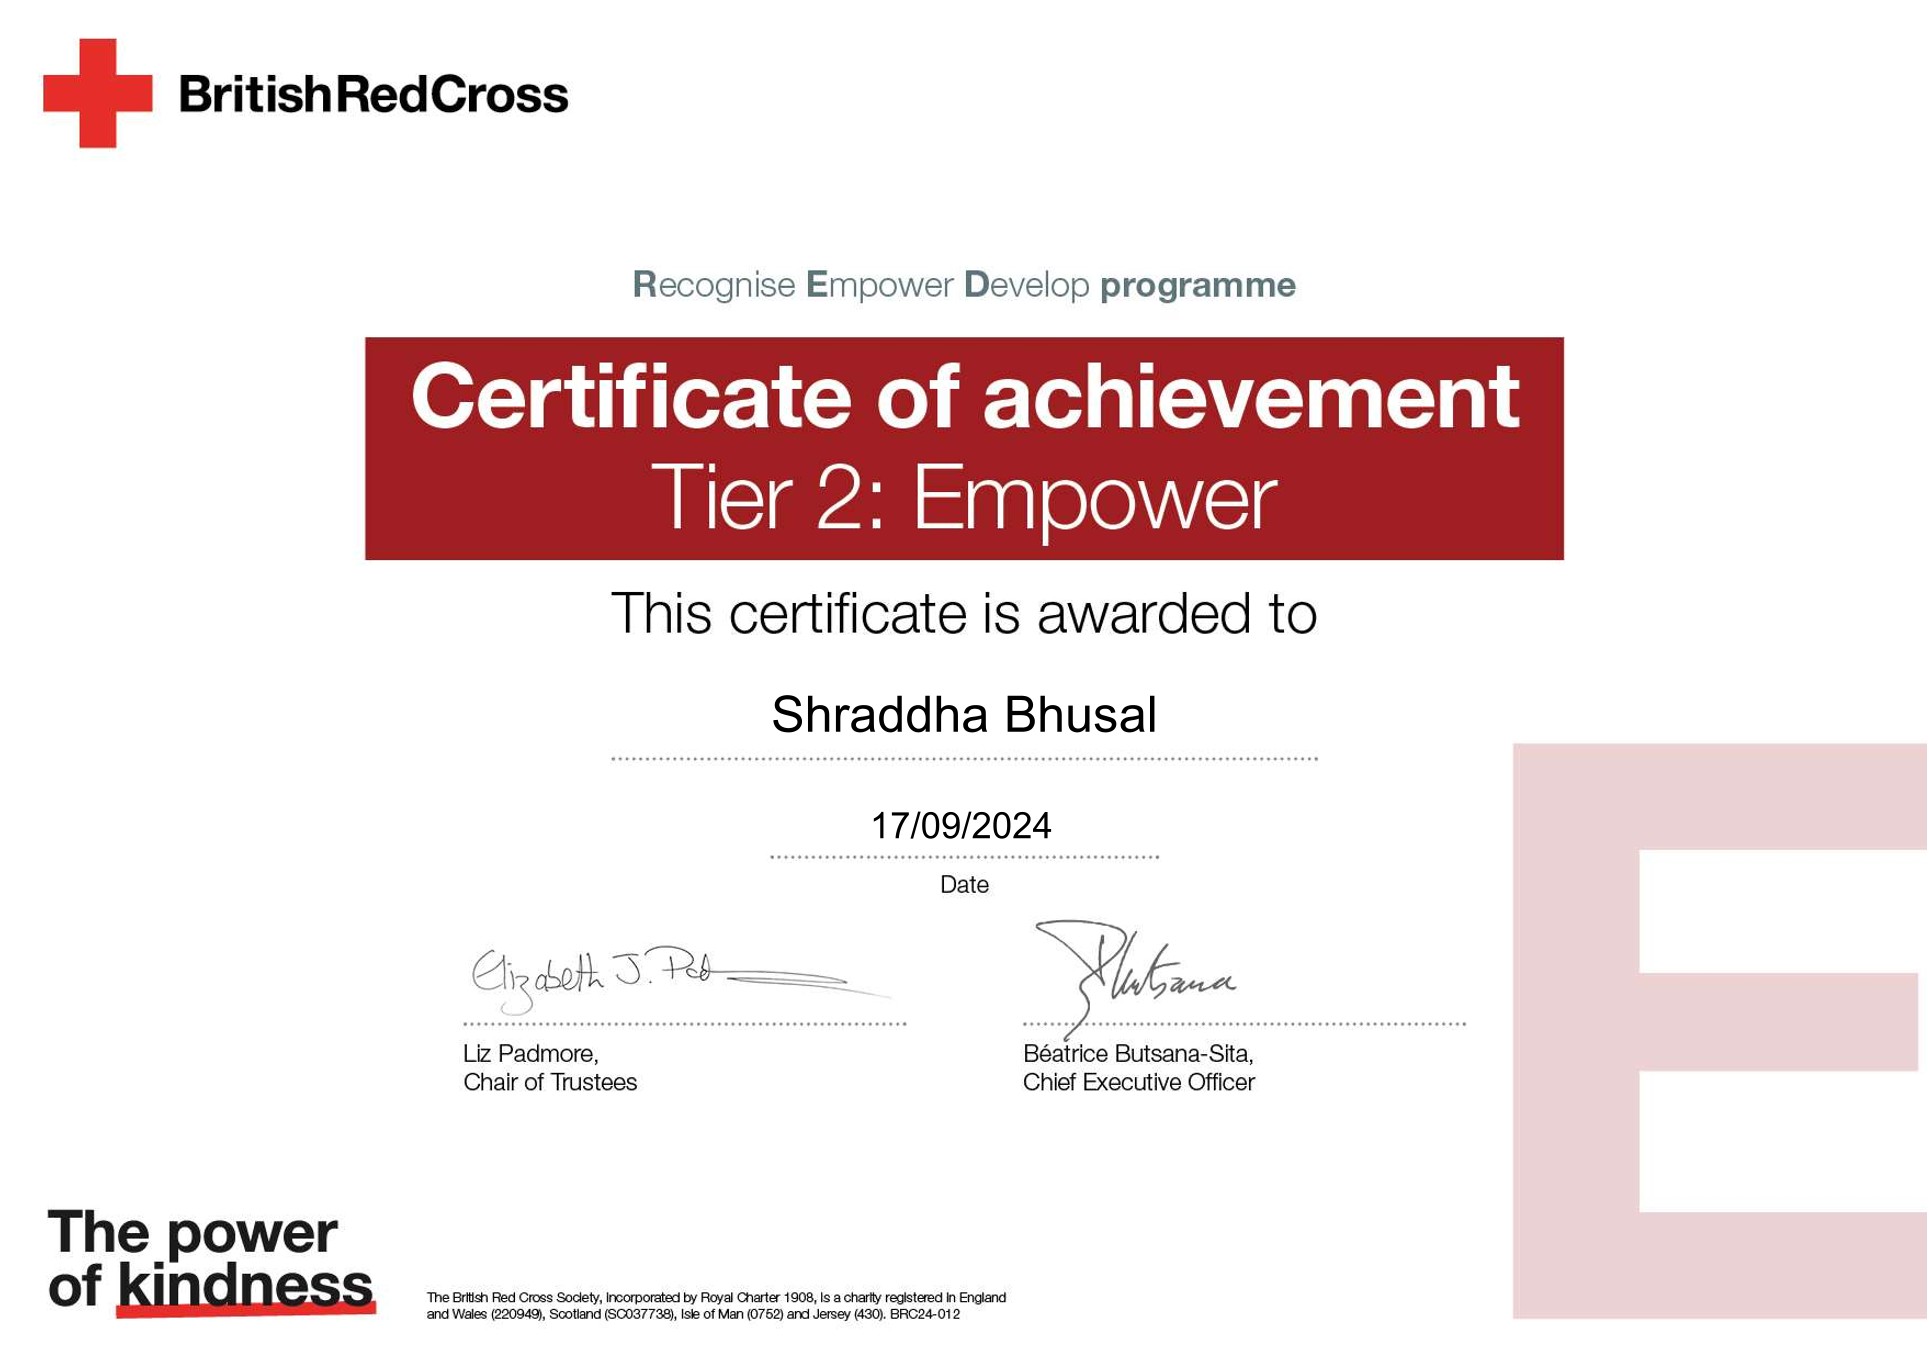 BritishRedCross
Recognise Empower Develop programme
Certificate of achievement
Tier 2: Empower
This certificate is awarded to
Shraddha Bhusal
17/09/2024
Date
Elizabeth J. Pad
Butsana
Liz Padmore,
Chair of Trustees
Béatrice Butsana-Sita,
Chief Executive Officer
E
The power
of kindness
The British Red Cross Society, incorporated by Royal Charter 1908, is a charity registered in England
and Wales (220949), Scotland (SC037738), Isle of Man (0752) and Jersey (430). BRC24-012